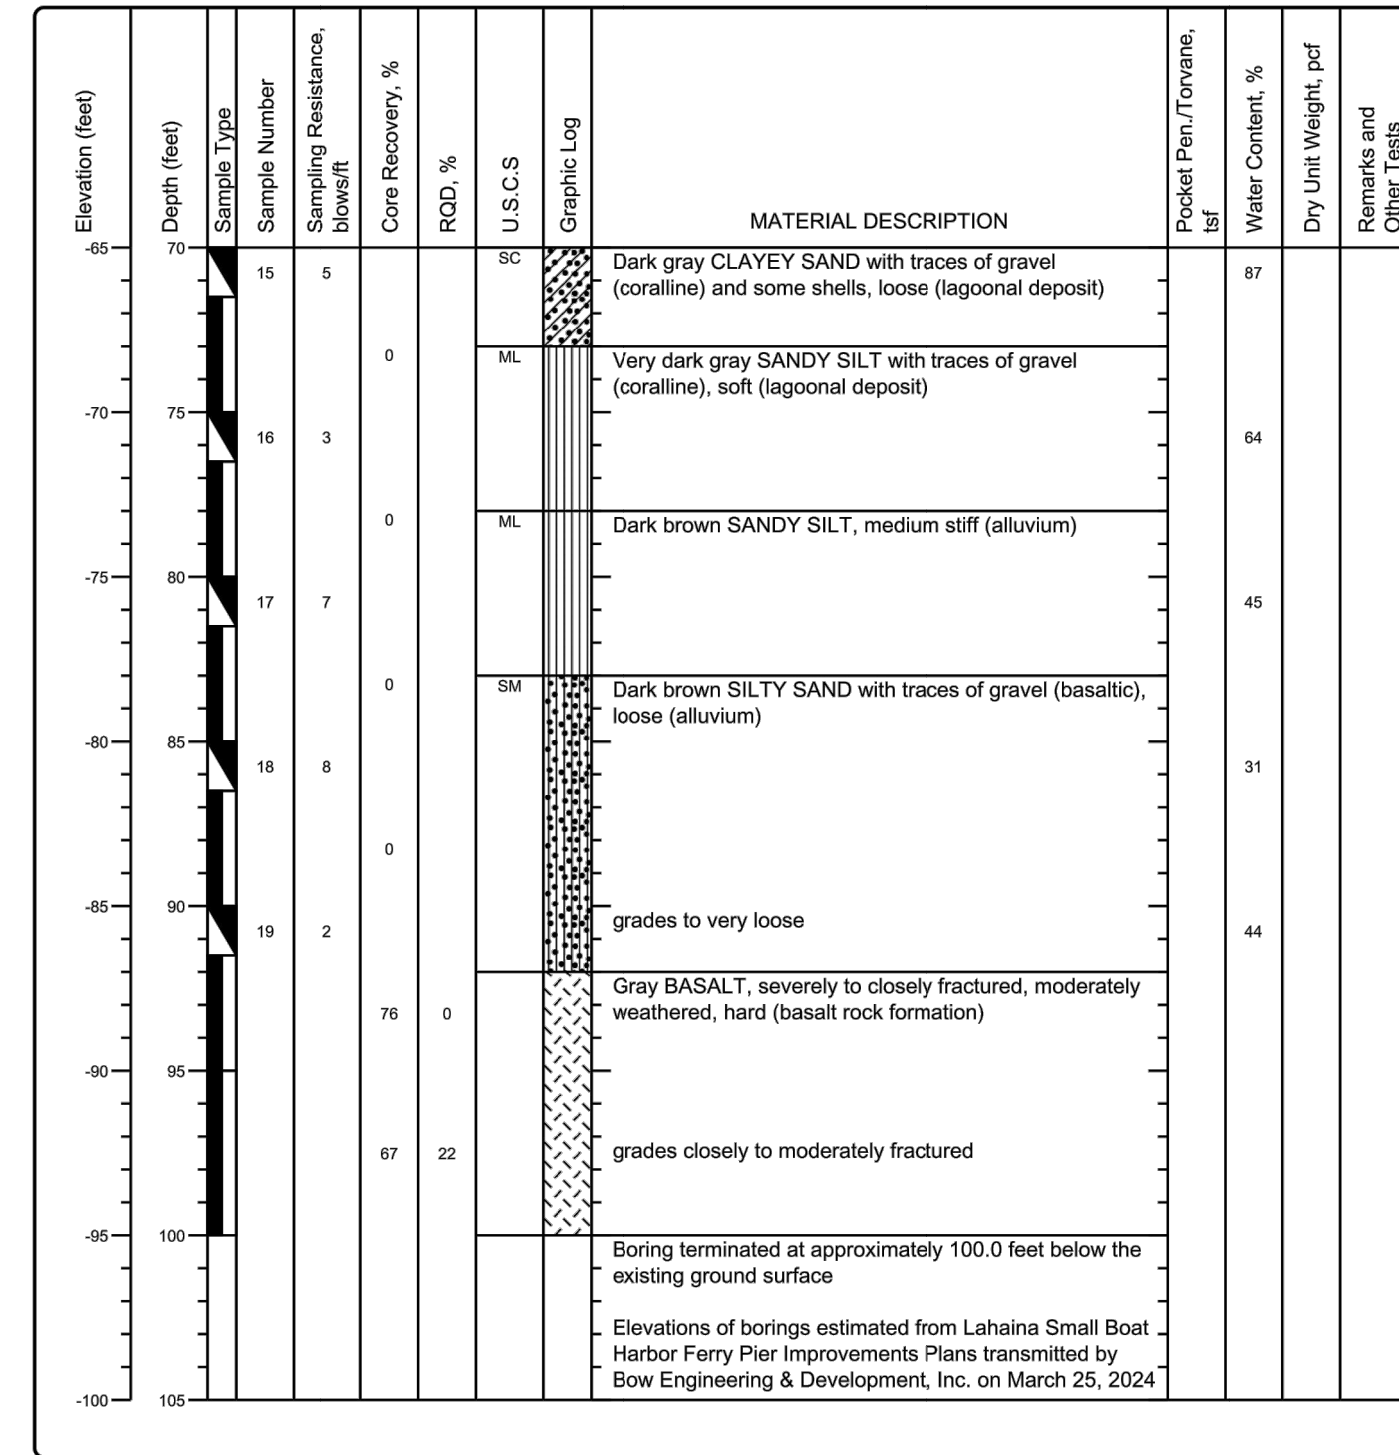 Elevation (feet)
Depth (feet)
Sample Type
Sample Number
Sampling Resistance,
blows/ft
Core Recovery, %
RQD, %
U.S.C.S
Graphic Log
MATERIAL DESCRIPTION
Pocket Pen./Torvane,
tsf
Water Content, %
Dry Unit Weight, pcf
Remarks and
Other Tests
-65 70 15 5 SC Dark gray CLAYEY SAND with traces of gravel 87
(coralline) and some shells, loose (lagoonal deposit)
0 ML Very dark gray SANDY SILT with traces of gravel
(coralline), soft (lagoonal deposit)
-70 75
16 3 64
0 ML Dark brown SANDY SILT, medium stiff (alluvium)
-75 80
17 7 45
0 SM Dark brown SILTY SAND with traces of gravel (basaltic),
loose (alluvium)
-80 85
18 8 31
0
-85 90 grades to very loose
19 2 44
Gray BASALT, severely to closely fractured, moderately
76 0 weathered, hard (basalt rock formation)
-90 95
67 22 grades closely to moderately fractured
-95 100
Boring terminated at approximately 100.0 feet below the
existing ground surface
Elevations of borings estimated from Lahaina Small Boat
Harbor Ferry Pier Improvements Plans transmitted by
Bow Engineering & Development, Inc. on March 25, 2024
-100 105